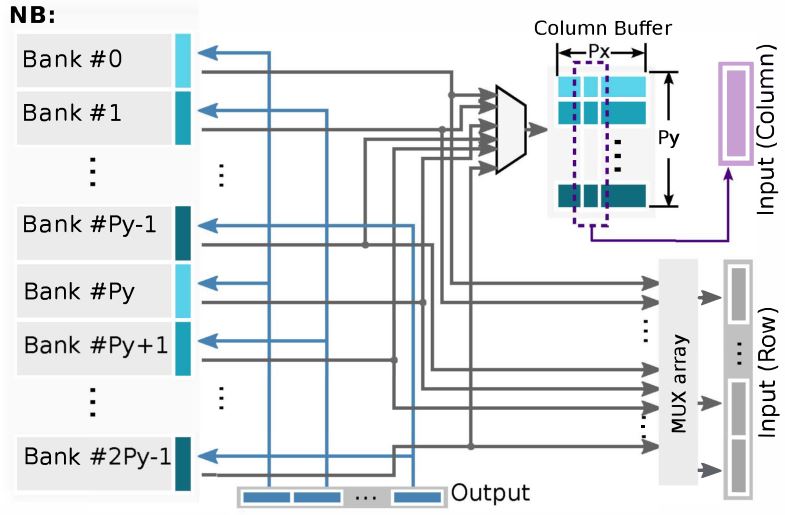 NB:
Bank #0
Bank #1
Bank #Py-1
Bank #Py
Bank #Py+1
Bank #2Py-1
Output
Column Buffer
Px
Py
Input (Column)
MUX array
Input (Row)